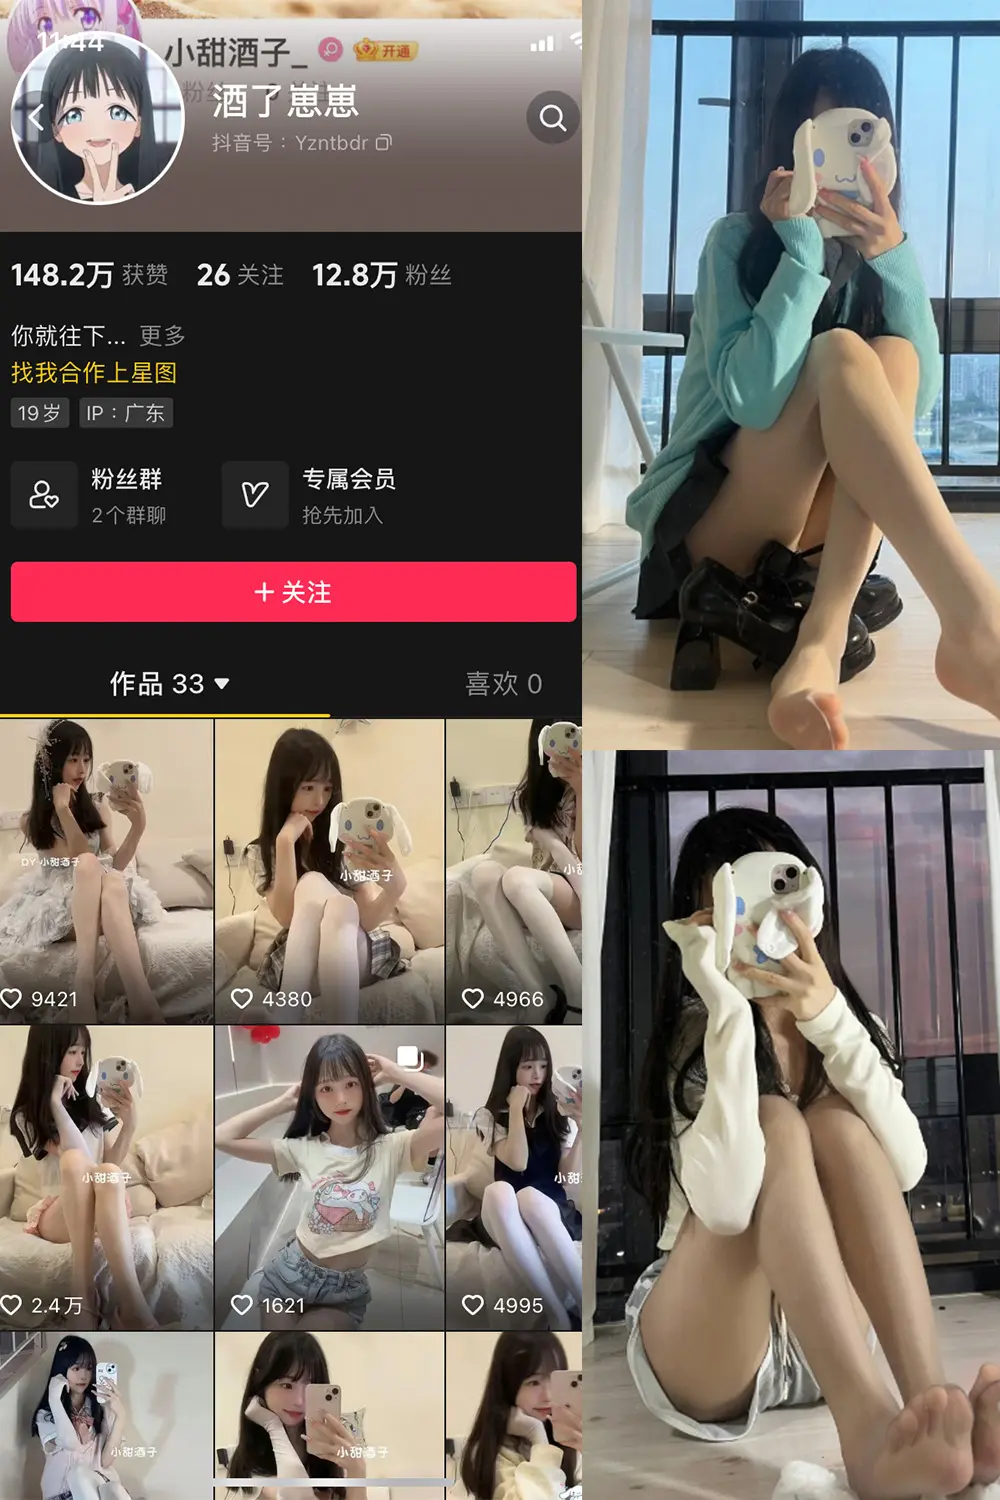 11:44
小甜酒子_
开通
酒了崽崽
抖音号：Yzntbdr
148.2万 获赞 26 关注 12.8万 粉丝
你就往下... 更多
找我合作上星图
19岁 IP：广东
粉丝群
2个群聊
专属会员
抢先加入
+ 关注
作品 33
喜欢 0
DY 小甜酒子
小甜酒子
小甜
9421
4380
4966
小甜酒子
小甜
2.4万
1621
4995
小甜酒子
小甜酒子